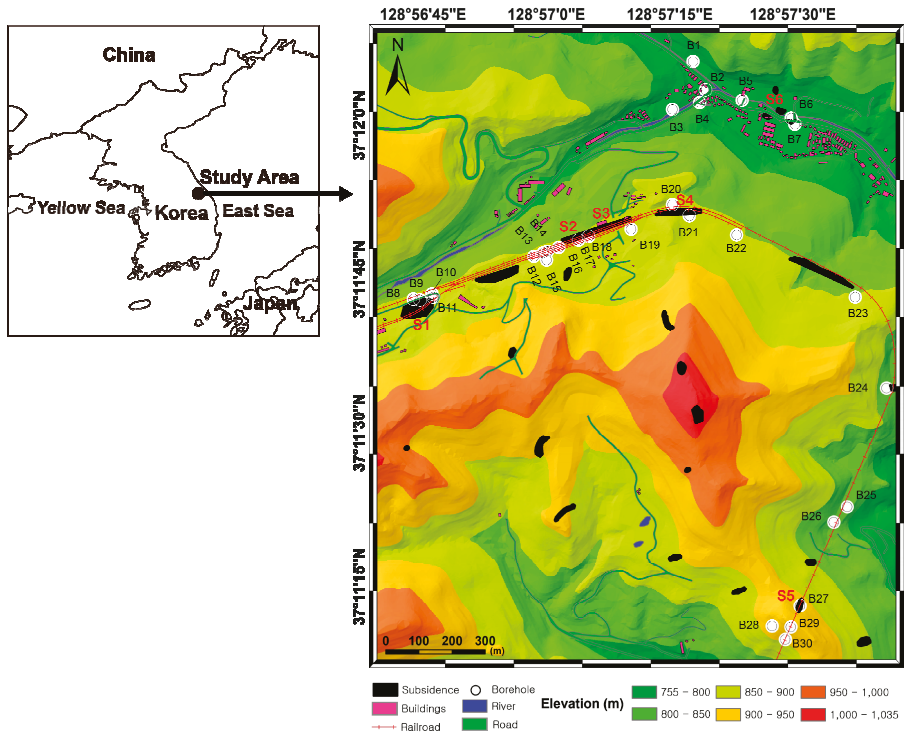 China
Study Area
Yellow Sea
Korea
East Sea
Japan
128°56'45"E 128°57'0"E 128°57'15"E 128°57'30"E
37°12'0"N
37°11'45"N
37°11'30"N
37°11'15"N
N
B1
B2
B5
S6
B3
B4
B6
B7
B20
S4
B21
B22
B14
B13
S2
S3
B18
B19
B17
B16
B15
B12
B10
B9
B8
B11
S1
B23
B24
B25
B26
S5
B27
B28
B29
B30
0 100 200 300
(m)
Subsidence
Borehole
Buildings
River
Railroad
Road
Elevation (m)
755 - 800
850 - 900
950 - 1,000
800 - 850
900 - 950
1,000 - 1,035